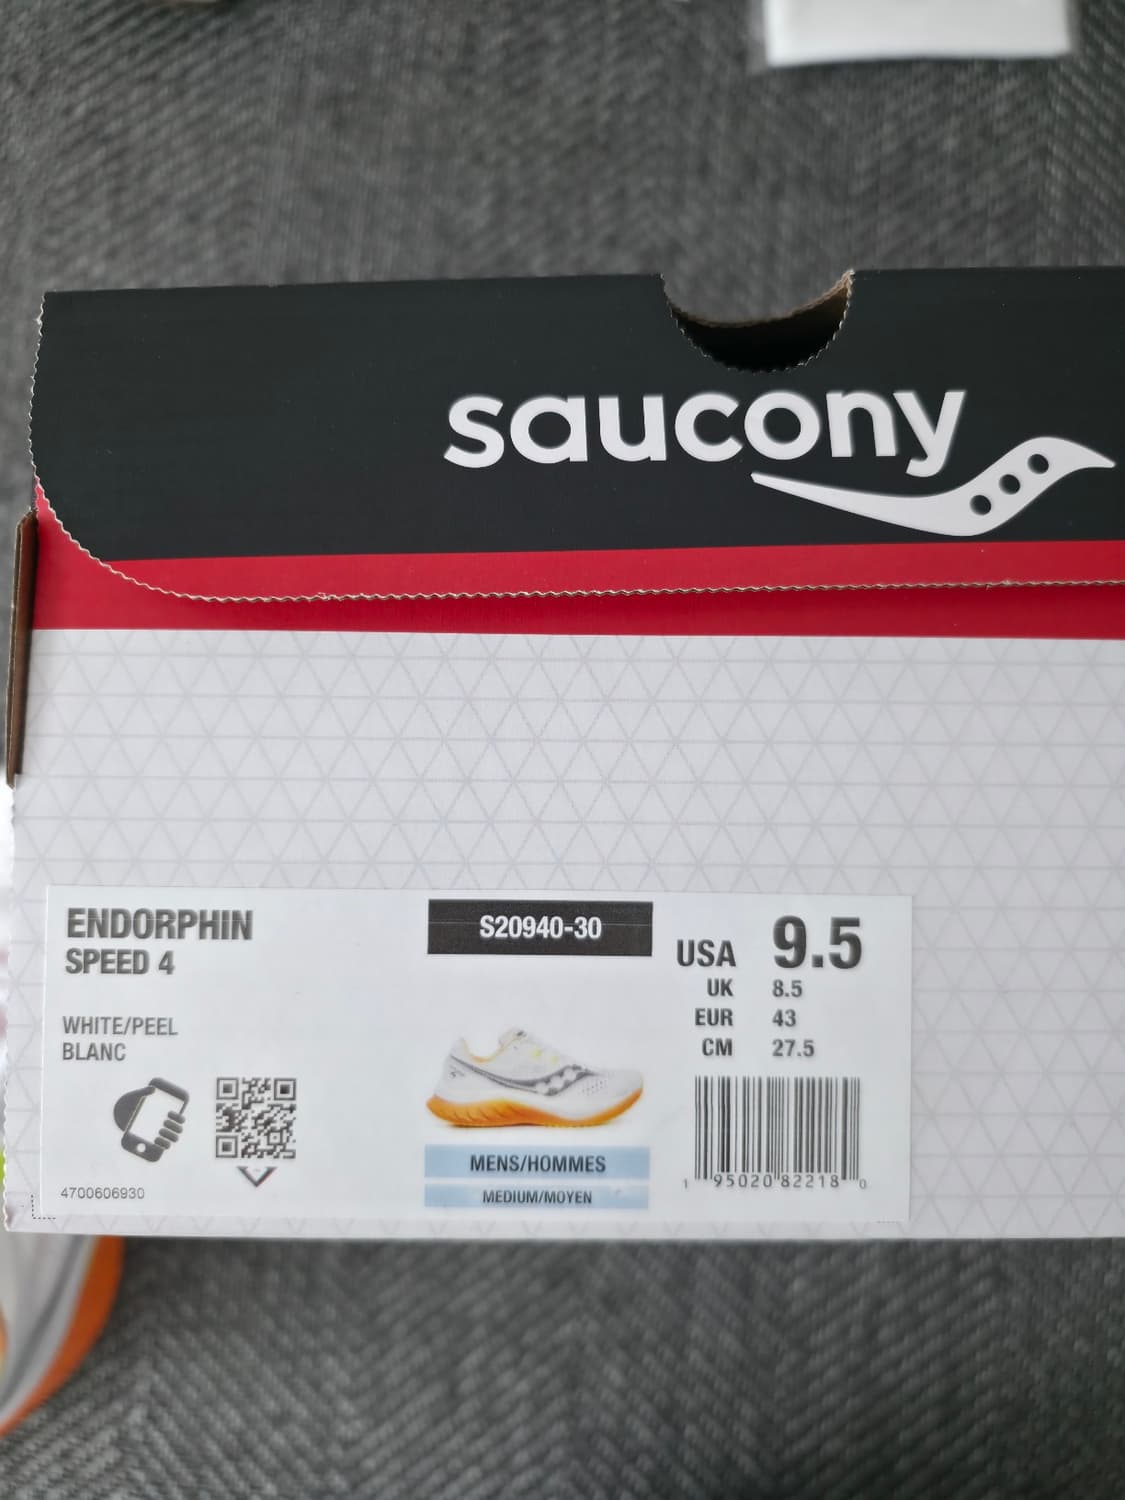 saucony
ENDORPHIN
SPEED 4
WHITE/PEEL
BLANC
4700606930
S20940-30
MENS/HOMMES
MEDIUM/MOYEN
USA 9.5
UK 8.5
EUR 43
CM 27.5
1 95020 82218 0